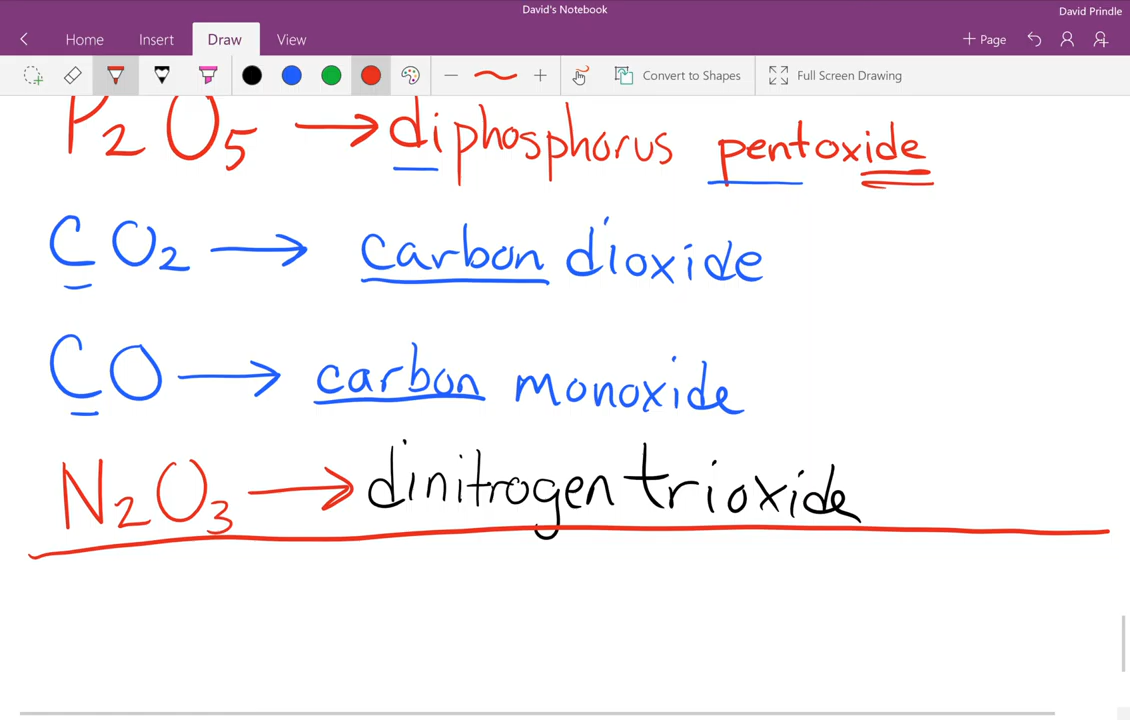 David's Notebook
David Prindle
Home Insert Draw View + Page
Convert to Shapes Full Screen Drawing
P₂O₅ → diphosphorus pentoxide
CO₂ → carbon dioxide
CO → carbon monoxide
N₂O₃ → dinitrogen trioxide